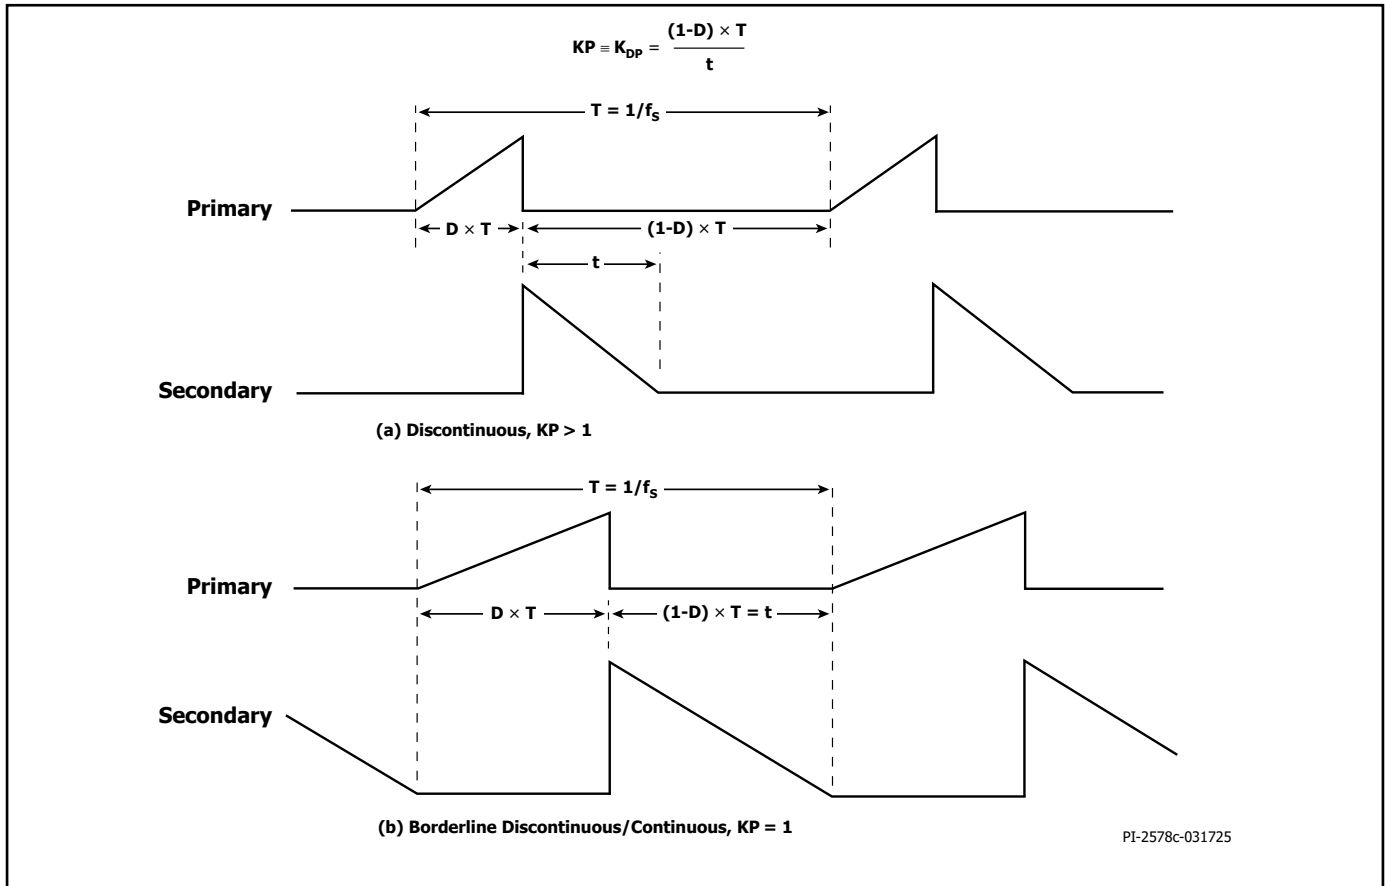 KP ≡ K_DP = (1-D) × T
t
T = 1/f_S
Primary
D × T
(1-D) × T
t
Secondary
(a) Discontinuous, KP > 1
T = 1/f_S
Primary
D × T
(1-D) × T = t
Secondary
(b) Borderline Discontinuous/Continuous, KP = 1
PI-2578c-031725